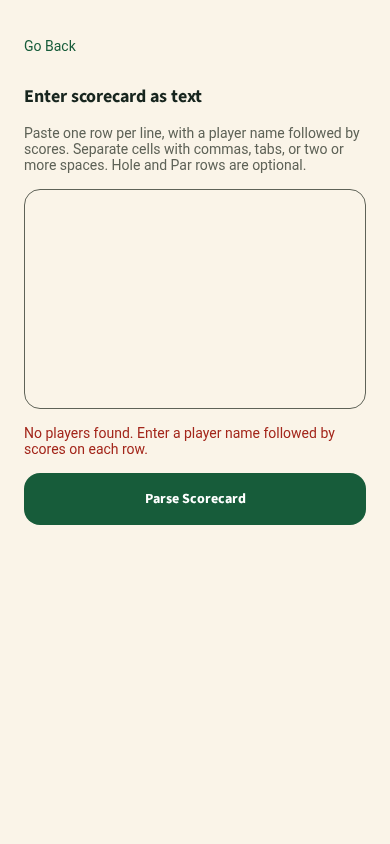 Go Back
Enter scorecard as text
Paste one row per line, with a player name followed by
scores. Separate cells with commas, tabs, or two or
more spaces. Hole and Par rows are optional.
No players found. Enter a player name followed by
scores on each row.
Parse Scorecard